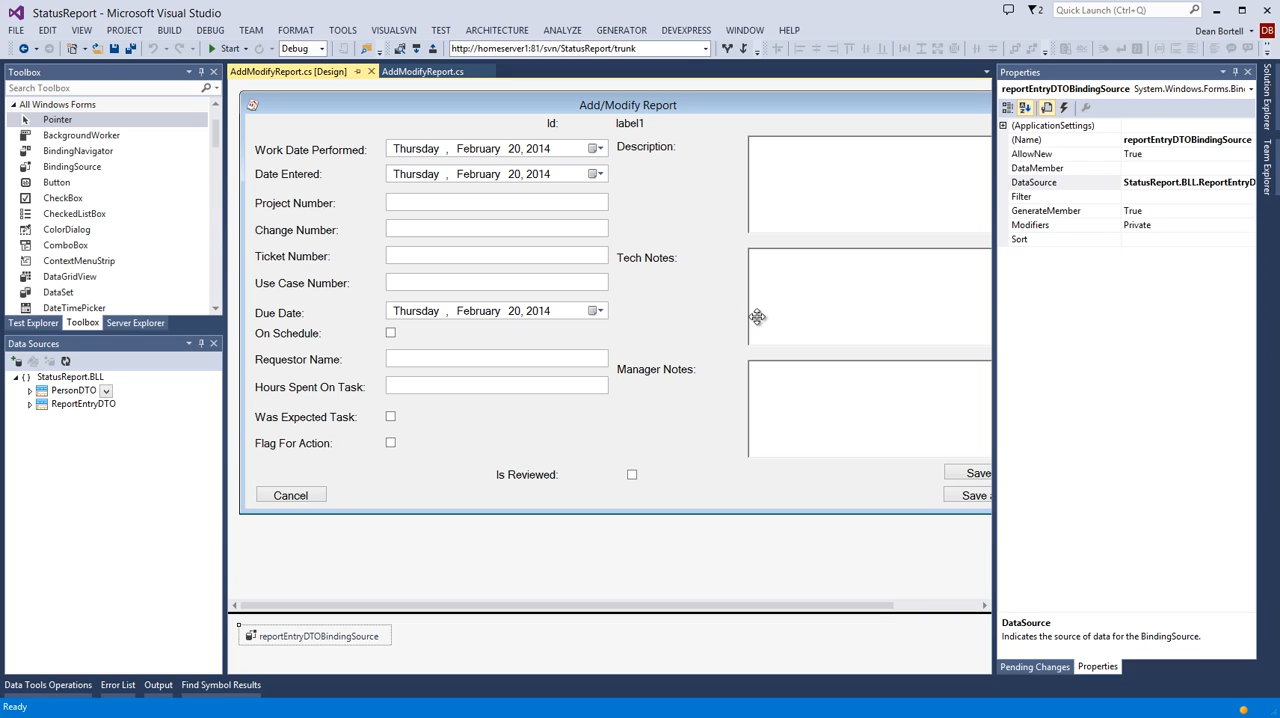 StatusReport - Microsoft Visual Studio
2
Quick Launch (Ctrl+Q)
FILE EDIT VIEW PROJECT BUILD DEBUG TEAM FORMAT TOOLS VISUALSVN TEST ARCHITECTURE ANALYZE GENERATOR DEVEXPRESS WINDOW HELP
Dean Bortell
DB
Start
Debug
http://homeserver1:81/svn/StatusReport/trunk
Toolbox
Search Toolbox
All Windows Forms
Pointer
BackgroundWorker
BindingNavigator
BindingSource
Button
CheckBox
CheckedListBox
ColorDialog
ComboBox
ContextMenuStrip
DataGridView
DataSet
DateTimePicker
Test Explorer Toolbox Server Explorer
Data Sources
StatusReport.BLL
PersonDTO
ReportEntryDTO
AddModifyReport.cs [Design]
AddModifyReport.cs
Add/Modify Report
Id: label1
Work Date Performed: Thursday , February 20, 2014
Date Entered: Thursday , February 20, 2014
Project Number:
Change Number:
Ticket Number:
Use Case Number:
Due Date: Thursday , February 20, 2014
On Schedule:
Requestor Name:
Hours Spent On Task:
Was Expected Task:
Flag For Action:
Description:
Tech Notes:
Manager Notes:
Is Reviewed:
Save
Cancel
Save a
reportEntryDTOBindingSource
Properties
reportEntryDTOBindingSource System.Windows.Forms.Bin
(ApplicationSettings)
(Name) reportEntryDTOBindingSource
AllowNew True
DataMember
DataSource StatusReport.BLL.ReportEntryD
Filter
GenerateMember True
Modifiers Private
Sort
DataSource
Indicates the source of data for the BindingSource.
Pending Changes Properties
Solution Explorer
Team Explorer
Data Tools Operations Error List Output Find Symbol Results
Ready